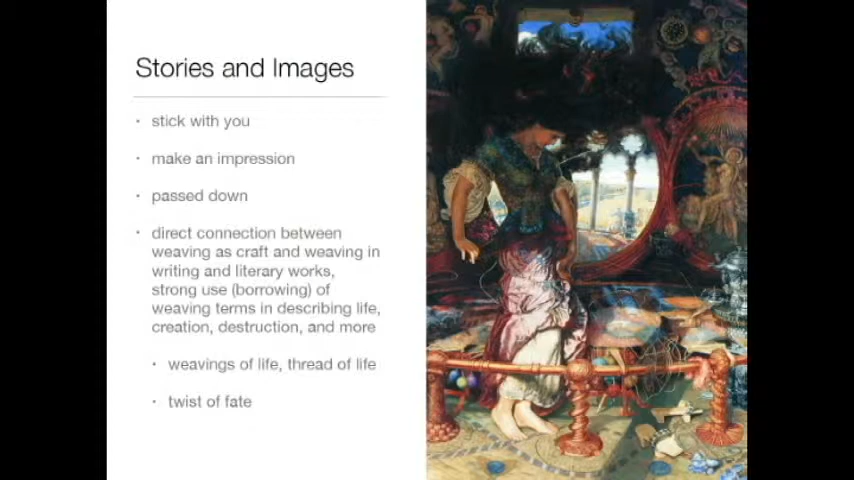 Stories and Images
• stick with you
• make an impression
• passed down
• direct connection between
weaving as craft and weaving in
writing and literary works,
strong use (borrowing) of
weaving terms in describing life,
creation, destruction, and more
• weavings of life, thread of life
• twist of fate